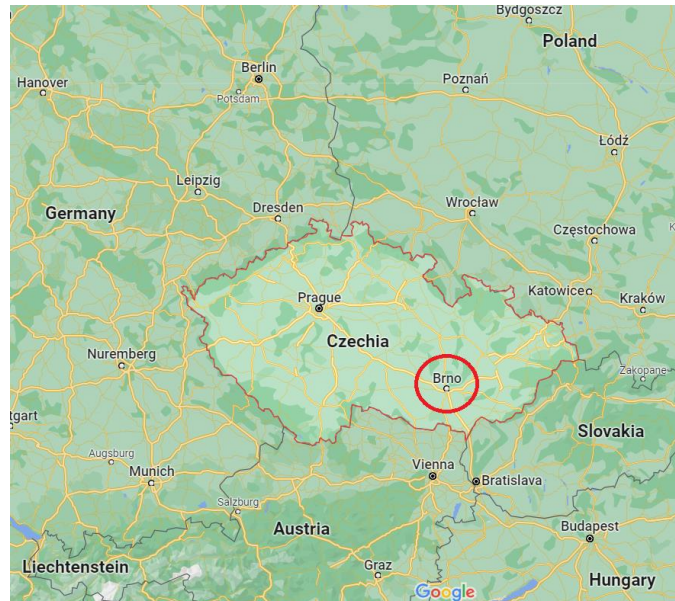 Bydgoszcz
Poland
Berlin
Hanover
Potsdam
Poznań
Łódź
Leipzig
Wrocław
Germany
Dresden
Częstochowa
K
Katowice
Kraków
Prague
Czechia
Nuremberg
Brno
Zakopane
tgart
Slovakia
Augsburg
Munich
Vienna
Bratislava
Salzburg
Austria
Budapest
Liechtenstein
Graz
Hungary
Google